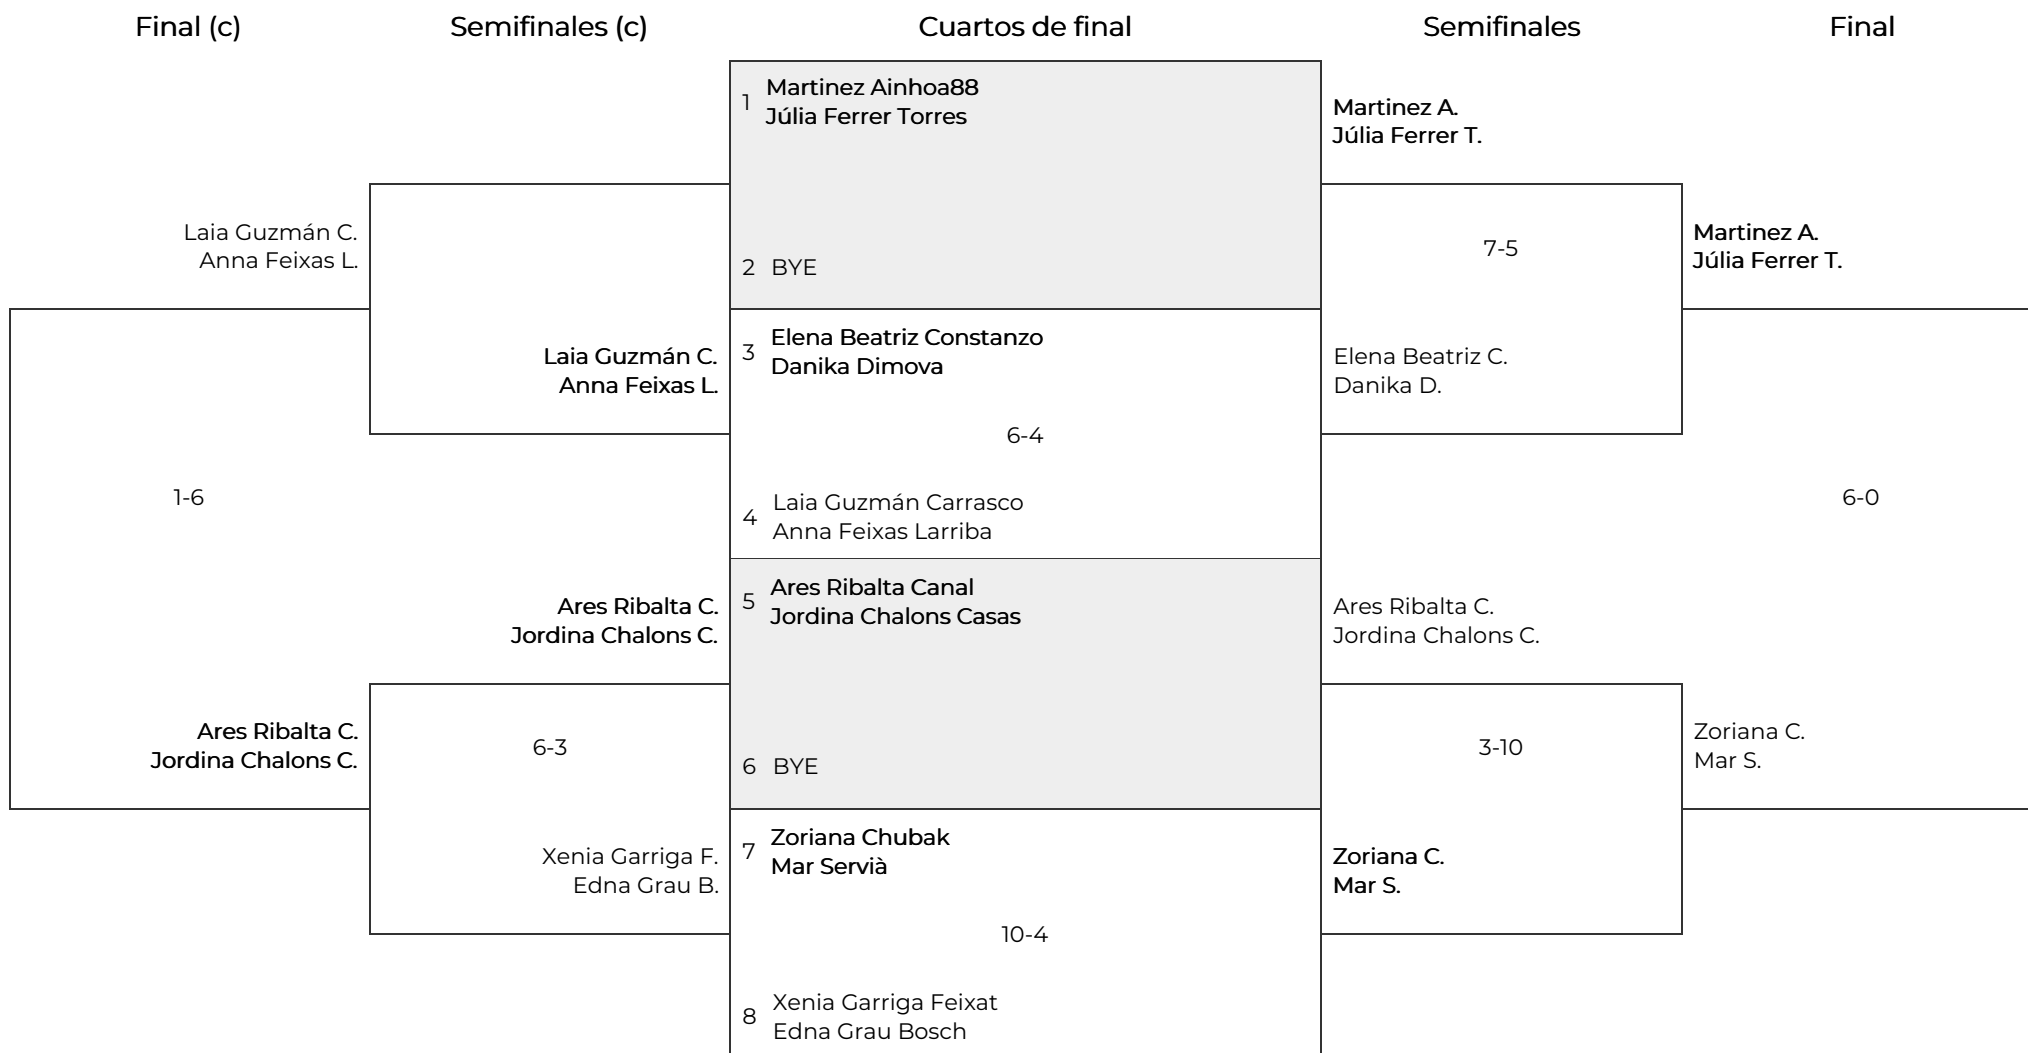 Final (c)
Semifinales (c)
Cuartos de final
Semifinales
Final
Laia Guzmán C.
Anna Feixas L.
1-6
Ares Ribalta C.
Jordina Chalons C.
Laia Guzmán C.
Anna Feixas L.
Ares Ribalta C.
Jordina Chalons C.
6-3
Xenia Garriga F.
Edna Grau B.
1 Martinez Ainhoa88
Júlia Ferrer Torres
2 BYE
3 Elena Beatriz Constanzo
Danika Dimova
6-4
4 Laia Guzmán Carrasco
Anna Feixas Larriba
5 Ares Ribalta Canal
Jordina Chalons Casas
6 BYE
7 Zoriana Chubak
Mar Servià
10-4
8 Xenia Garriga Feixat
Edna Grau Bosch
Martinez A.
Júlia Ferrer T.
7-5
Elena Beatriz C.
Danika D.
Ares Ribalta C.
Jordina Chalons C.
3-10
Zoriana C.
Mar S.
Martinez A.
Júlia Ferrer T.
6-0
Zoriana C.
Mar S.